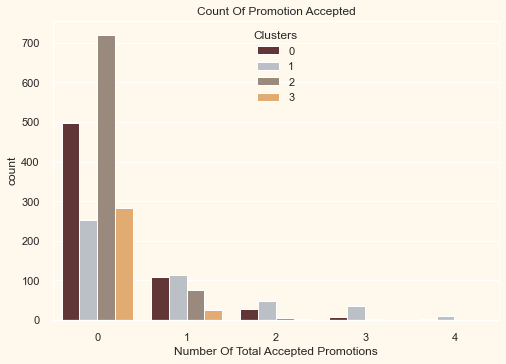 Count Of Promotion Accepted
Clusters
0
1
2
3
700
600
500
400
300
200
100
0
count
0 1 2 3 4
Number Of Total Accepted Promotions